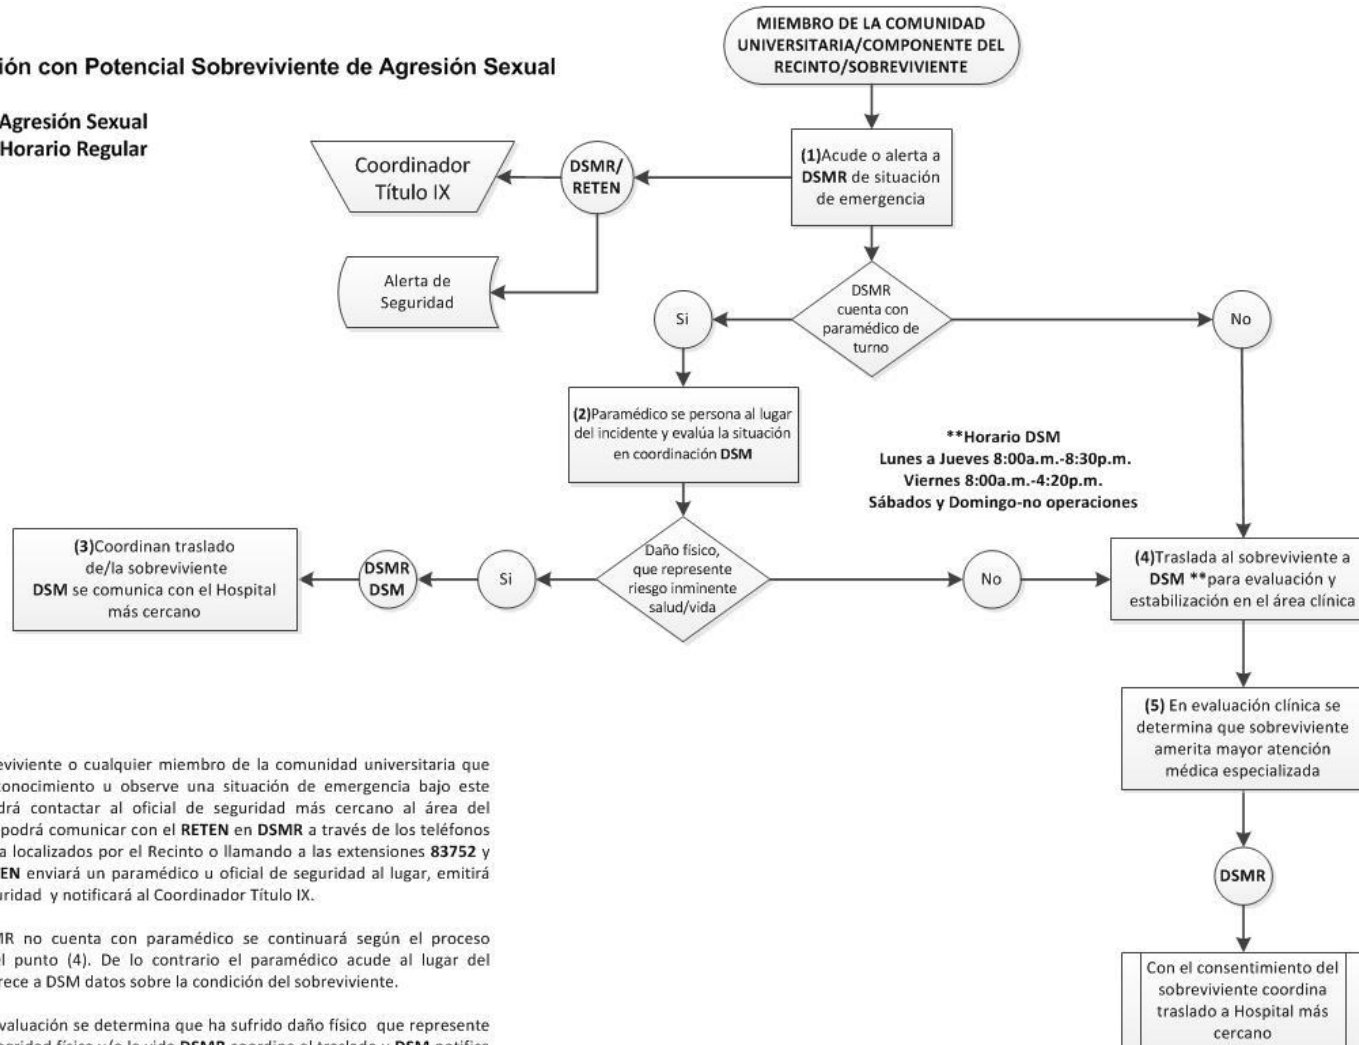 MIEMBRO DE LA COMUNIDAD
UNIVERSITARIA/COMPONENTE DEL
RECINTO/SOBREVIVIENTE
ión con Potencial Sobreviviente de Agresión Sexual
Agresión Sexual
Horario Regular
Coordinador
Título IX
DSMR/
RETEN
(1)Acude o alerta a
DSMR de situación
de emergencia
Alerta de
Seguridad
DSMR
cuenta con
paramédico de
turno
Si
No
(2)Paramédico se persona al lugar
del incidente y evalúa la situación
en coordinación DSM
**Horario DSM
Lunes a Jueves 8:00a.m.-8:30p.m.
Viernes 8:00a.m.-4:20p.m.
Sábados y Domingo-no operaciones
(3)Coordinan traslado
de/la sobreviviente
DSM se comunica con el Hospital
más cercano
DSMR
DSM
Si
Daño físico,
que represente
riesgo inminente
salud/vida
No
(4)Traslada al sobreviviente a
DSM **para evaluación y
estabilización en el área clínica
(5) En evaluación clínica se
determina que sobreviviente
amerita mayor atención
médica especializada
DSMR
Con el consentimiento del
sobreviviente coordina
traslado a Hospital más
cercano
eviviente o cualquier miembro de la comunidad universitaria que
conocimiento u observe una situación de emergencia bajo este
drá contactar al oficial de seguridad más cercano al área del
podrá comunicar con el RETEN en DSMR a través de los teléfonos
a localizados por el Recinto o llamando a las extensiones 83752 y
EN enviará un paramédico u oficial de seguridad al lugar, emitirá
uridad y notificará al Coordinador Título IX.
MR no cuenta con paramédico se continuará según el proceso
el punto (4). De lo contrario el paramédico acude al lugar del
rece a DSM datos sobre la condición del sobreviviente.
valuación se determina que ha sufrido daño físico que represente
egridad física y/o la vida DSMR coordina el traslado y DSM notifica